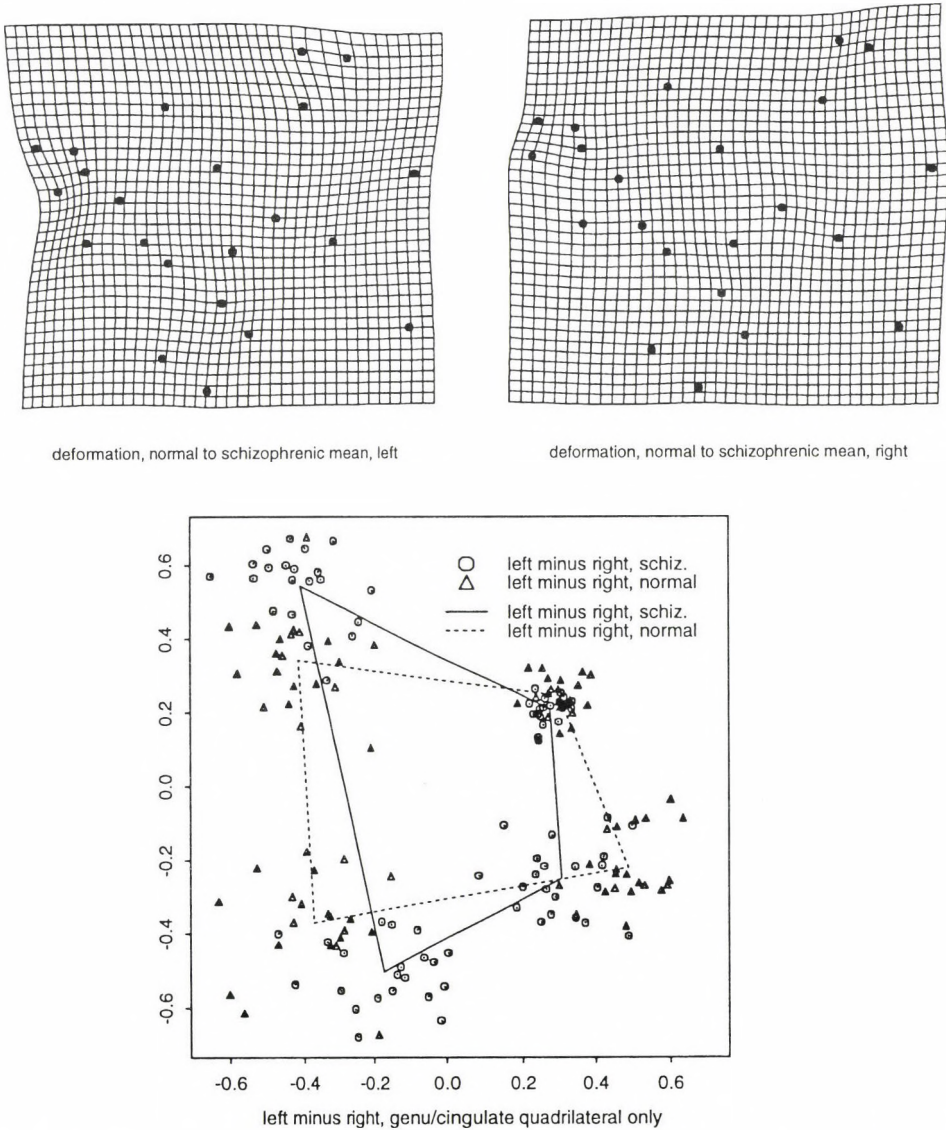 deformation, normal to schizophrenic mean, left
deformation, normal to schizophrenic mean, right
left minus right, schiz.
left minus right, normal
left minus right, schiz.
left minus right, normal
0.6
0.4
0.2
0.0
-0.2
-0.4
-0.6
-0.6 -0.4 -0.2 0.0 0.2 0.4 0.6
left minus right, genu/cingulate quadrilateral only